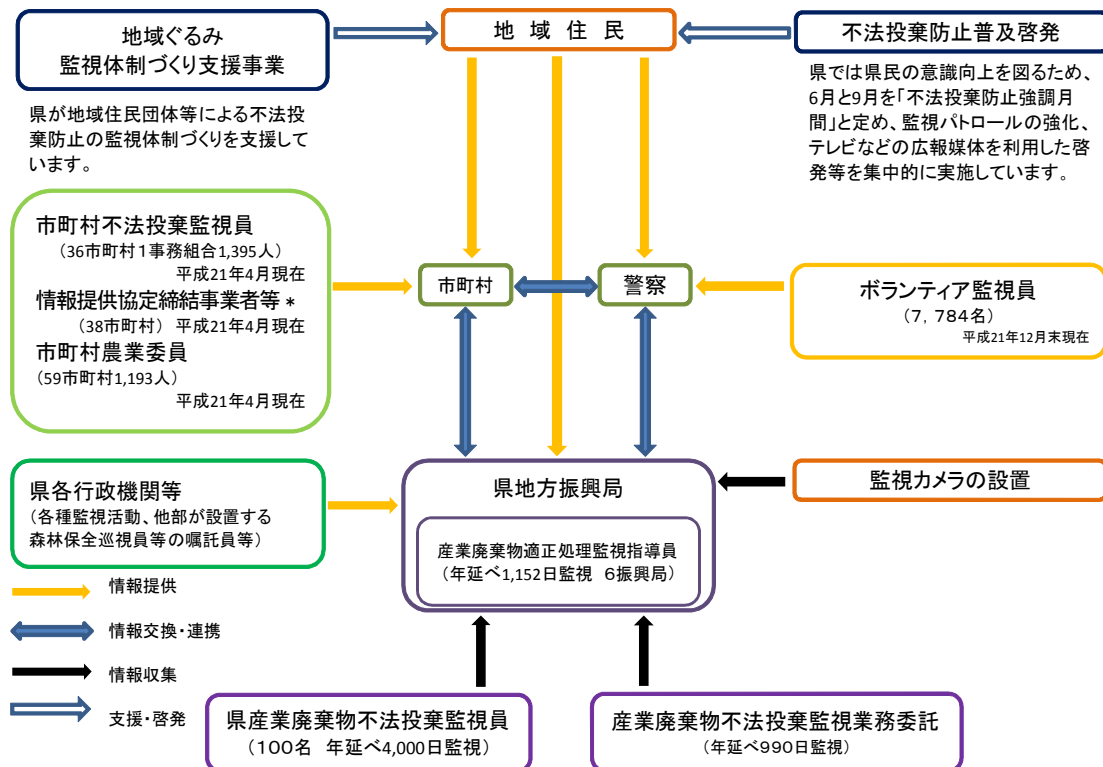 地域ぐるみ
監視体制づくり支援事業
地 域 住 民
不法投棄防止普及啓発
県が地域住民団体等による不法投
棄防止の監視体制づくりを支援して
います。
県では県民の意識向上を図るため、
6月と9月を「不法投棄防止強調月
間」と定め、監視パトロールの強化、
テレビなどの広報媒体を利用した啓
発等を集中的に実施しています。
市町村不法投棄監視員
(36市町村1事務組合1,395人)
平成21年4月現在
情報提供協定締結事業者等*
(38市町村) 平成21年4月現在
市町村農業委員
(59市町村1,193人)
平成21年4月現在
市町村
警察
ボランティア監視員
(7,784名)
平成21年12月末現在
県各行政機関等
(各種監視活動、他部が設置する
森林保全巡視員等の嘱託員等)
県地方振興局
産業廃棄物適正処理監視指導員
(年延べ1,152日監視 6振興局)
監視カメラの設置
情報提供
情報交換・連携
情報収集
支援・啓発
県産業廃棄物不法投棄監視員
(100名 年延べ4,000日監視)
産業廃棄物不法投棄監視業務委託
(年延べ990日監視)